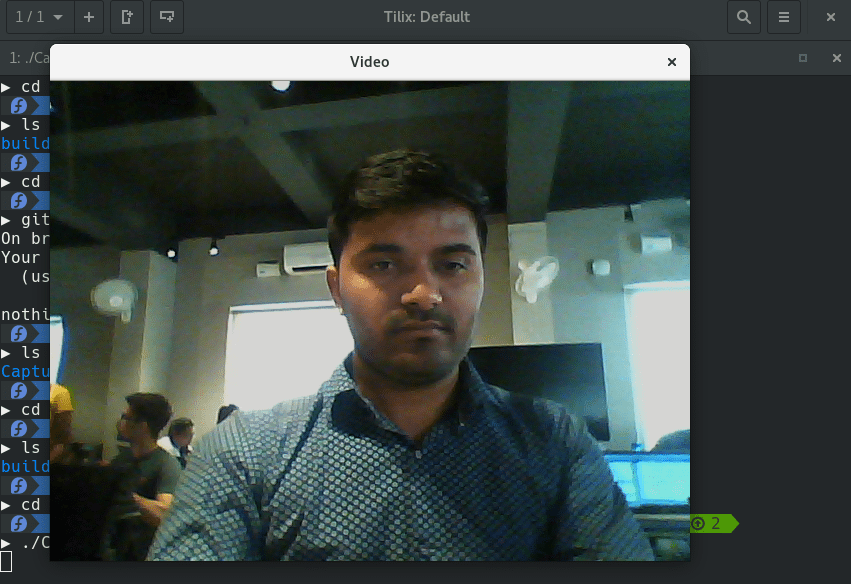 1 / 1
Tilix: Default
1: ./Ca
Video
cd
ls
build
cd
git
On br
Your
(us
nothi
ls
Captu
cd
ls
build
cd
2
./C